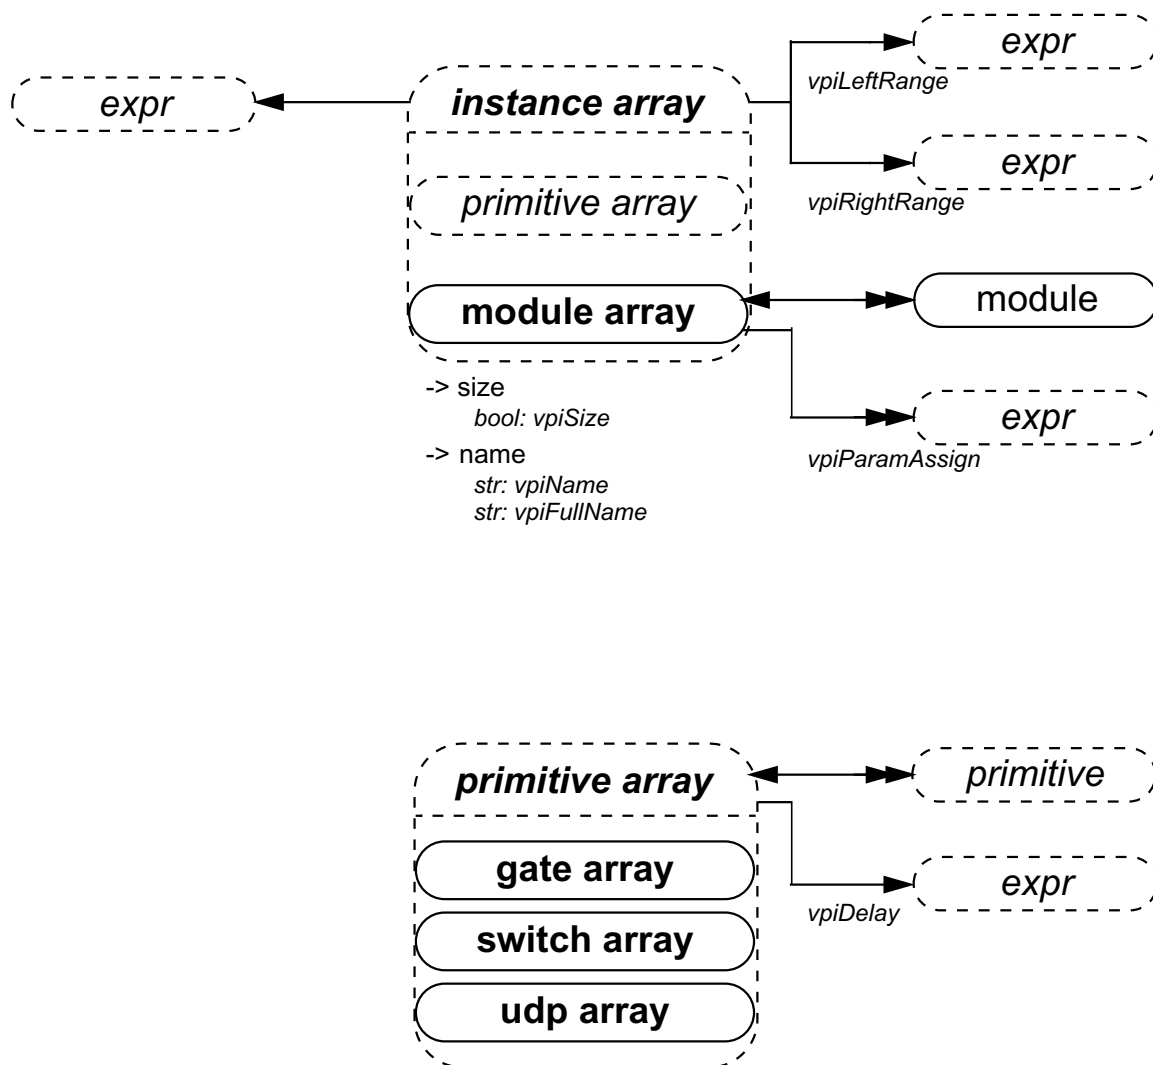 expr
vpiLeftRange
expr
instance array
expr
vpiRightRange
primitive array
module array
module
-> size
bool: vpiSize
-> name
str: vpiName
str: vpiFullName
expr
vpiParamAssign
primitive array
primitive
gate array
expr
vpiDelay
switch array
udp array